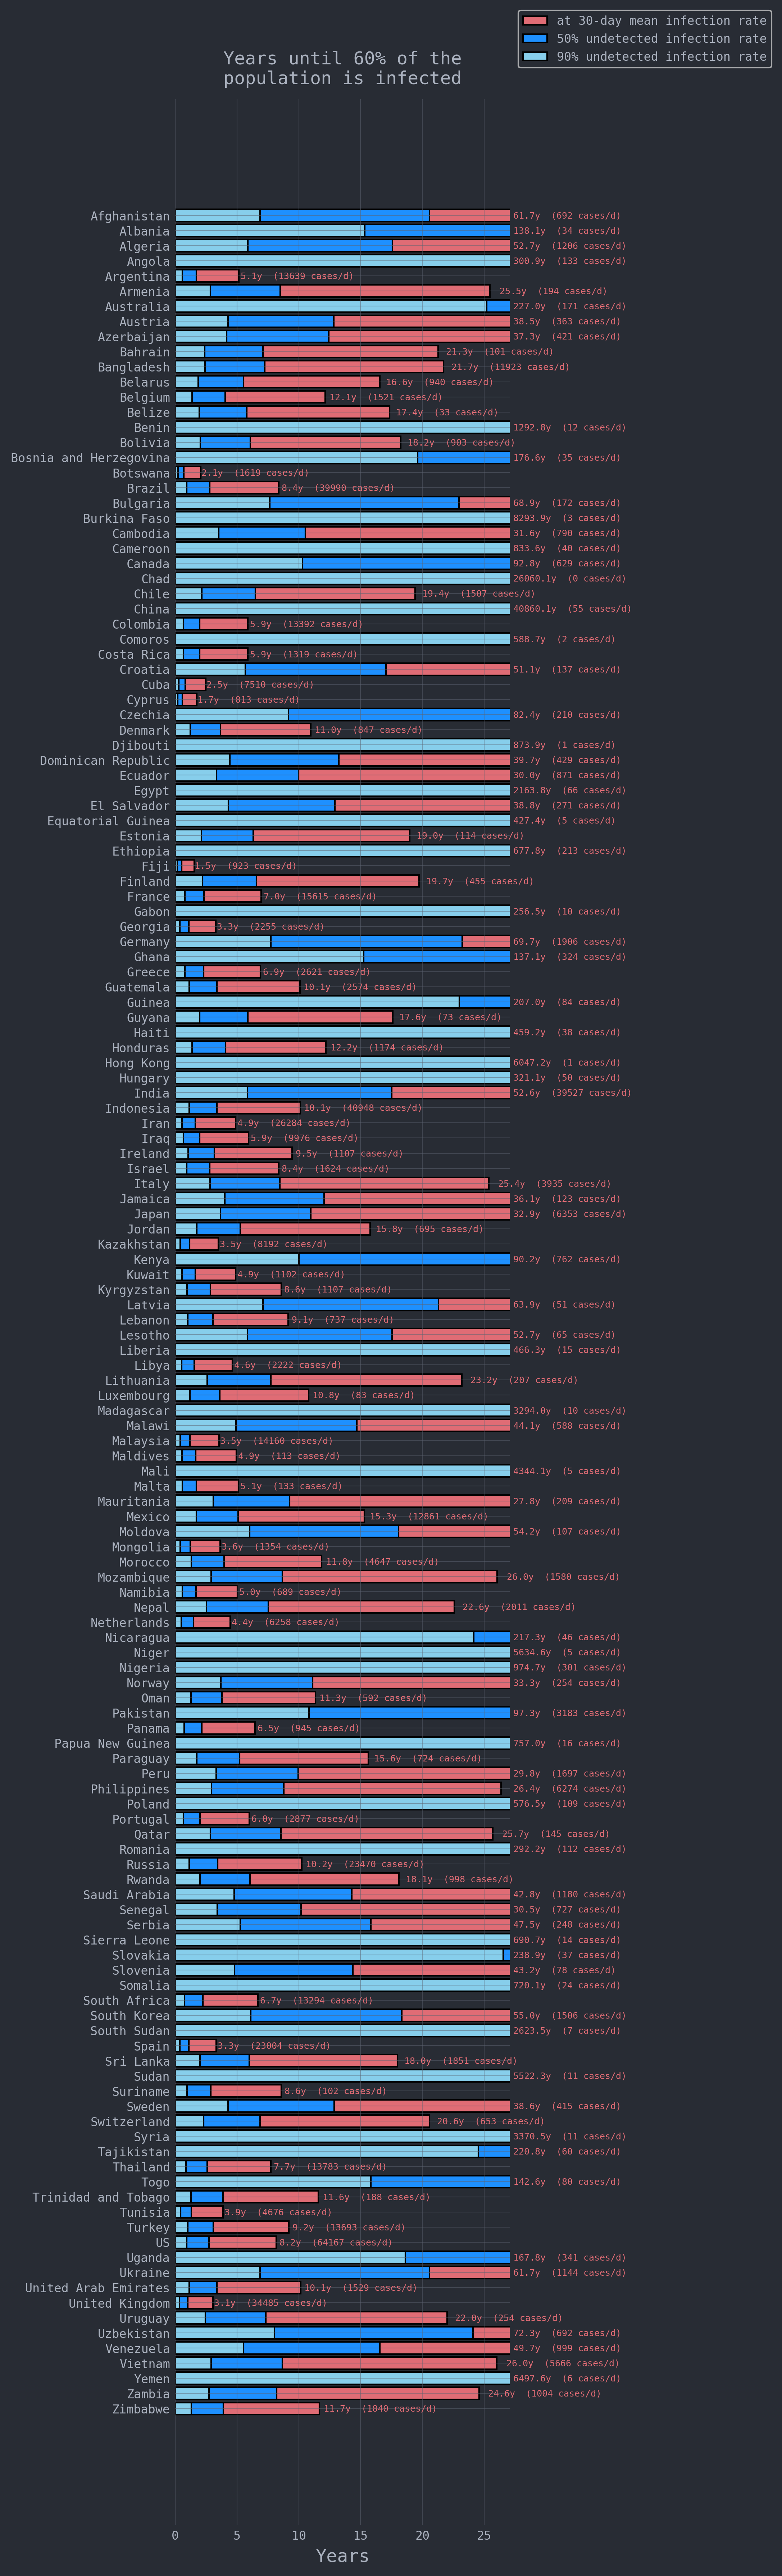 at 30-day mean infection rate
50% undetected infection rate
90% undetected infection rate
Years until 60% of the
population is infected
Afghanistan 61.7y (692 cases/d)
Albania 138.1y (34 cases/d)
Algeria 52.7y (1206 cases/d)
Angola 300.9y (133 cases/d)
Argentina 5.1y (13639 cases/d)
Armenia 25.5y (194 cases/d)
Australia 227.0y (171 cases/d)
Austria 38.5y (363 cases/d)
Azerbaijan 37.3y (421 cases/d)
Bahrain 21.3y (101 cases/d)
Bangladesh 21.7y (11923 cases/d)
Belarus 16.6y (940 cases/d)
Belgium 12.1y (1521 cases/d)
Belize 17.4y (33 cases/d)
Benin 1292.8y (12 cases/d)
Bolivia 18.2y (903 cases/d)
Bosnia and Herzegovina 176.6y (35 cases/d)
Botswana 2.1y (1619 cases/d)
Brazil 8.4y (39990 cases/d)
Bulgaria 68.9y (172 cases/d)
Burkina Faso 8293.9y (3 cases/d)
Cambodia 31.6y (790 cases/d)
Cameroon 833.6y (40 cases/d)
Canada 92.8y (629 cases/d)
Chad 26060.1y (0 cases/d)
Chile 19.4y (1507 cases/d)
China 40860.1y (55 cases/d)
Colombia 5.9y (13392 cases/d)
Comoros 588.7y (2 cases/d)
Costa Rica 5.9y (1319 cases/d)
Croatia 51.1y (137 cases/d)
Cuba 2.5y (7510 cases/d)
Cyprus 1.7y (813 cases/d)
Czechia 82.4y (210 cases/d)
Denmark 11.0y (847 cases/d)
Djibouti 873.9y (1 cases/d)
Dominican Republic 39.7y (429 cases/d)
Ecuador 30.0y (871 cases/d)
Egypt 2163.8y (66 cases/d)
El Salvador 38.8y (271 cases/d)
Equatorial Guinea 427.4y (5 cases/d)
Estonia 19.0y (114 cases/d)
Ethiopia 677.8y (213 cases/d)
Fiji 1.5y (923 cases/d)
Finland 19.7y (455 cases/d)
France 7.0y (15615 cases/d)
Gabon 256.5y (10 cases/d)
Georgia 3.3y (2255 cases/d)
Germany 69.7y (1906 cases/d)
Ghana 137.1y (324 cases/d)
Greece 6.9y (2621 cases/d)
Guatemala 10.1y (2574 cases/d)
Guinea 207.0y (84 cases/d)
Guyana 17.6y (73 cases/d)
Haiti 459.2y (38 cases/d)
Honduras 12.2y (1174 cases/d)
Hong Kong 6047.2y (1 cases/d)
Hungary 321.1y (50 cases/d)
India 52.6y (39527 cases/d)
Indonesia 10.1y (40948 cases/d)
Iran 4.9y (26284 cases/d)
Iraq 5.9y (9976 cases/d)
Ireland 9.5y (1107 cases/d)
Israel 8.4y (1624 cases/d)
Italy 25.4y (3935 cases/d)
Jamaica 36.1y (123 cases/d)
Japan 32.9y (6353 cases/d)
Jordan 15.8y (695 cases/d)
Kazakhstan 3.5y (8192 cases/d)
Kenya 90.2y (762 cases/d)
Kuwait 4.9y (1102 cases/d)
Kyrgyzstan 8.6y (1107 cases/d)
Latvia 63.9y (51 cases/d)
Lebanon 9.1y (737 cases/d)
Lesotho 52.7y (65 cases/d)
Liberia 466.3y (15 cases/d)
Libya 4.6y (2222 cases/d)
Lithuania 23.2y (207 cases/d)
Luxembourg 10.8y (83 cases/d)
Madagascar 3294.0y (10 cases/d)
Malawi 44.1y (588 cases/d)
Malaysia 3.5y (14160 cases/d)
Maldives 4.9y (113 cases/d)
Mali 4344.1y (5 cases/d)
Malta 5.1y (133 cases/d)
Mauritania 27.8y (209 cases/d)
Mexico 15.3y (12861 cases/d)
Moldova 54.2y (107 cases/d)
Mongolia 3.6y (1354 cases/d)
Morocco 11.8y (4647 cases/d)
Mozambique 26.0y (1580 cases/d)
Namibia 5.0y (689 cases/d)
Nepal 22.6y (2011 cases/d)
Netherlands 4.4y (6258 cases/d)
Nicaragua 217.3y (46 cases/d)
Niger 5634.6y (5 cases/d)
Nigeria 974.7y (301 cases/d)
Norway 33.3y (254 cases/d)
Oman 11.3y (592 cases/d)
Pakistan 97.3y (3183 cases/d)
Panama 6.5y (945 cases/d)
Papua New Guinea 757.0y (16 cases/d)
Paraguay 15.6y (724 cases/d)
Peru 29.8y (1697 cases/d)
Philippines 26.4y (6274 cases/d)
Poland 576.5y (109 cases/d)
Portugal 6.0y (2877 cases/d)
Qatar 25.7y (145 cases/d)
Romania 292.2y (112 cases/d)
Russia 10.2y (23470 cases/d)
Rwanda 18.1y (998 cases/d)
Saudi Arabia 42.8y (1180 cases/d)
Senegal 30.5y (727 cases/d)
Serbia 47.5y (248 cases/d)
Sierra Leone 690.7y (14 cases/d)
Slovakia 238.9y (37 cases/d)
Slovenia 43.2y (78 cases/d)
Somalia 720.1y (24 cases/d)
South Africa 6.7y (13294 cases/d)
South Korea 55.0y (1506 cases/d)
South Sudan 2623.5y (7 cases/d)
Spain 3.3y (23004 cases/d)
Sri Lanka 18.0y (1851 cases/d)
Sudan 5522.3y (11 cases/d)
Suriname 8.6y (102 cases/d)
Sweden 38.6y (415 cases/d)
Switzerland 20.6y (653 cases/d)
Syria 3370.5y (11 cases/d)
Tajikistan 220.8y (60 cases/d)
Thailand 7.7y (13783 cases/d)
Togo 142.6y (80 cases/d)
Trinidad and Tobago 11.6y (188 cases/d)
Tunisia 3.9y (4676 cases/d)
Turkey 9.2y (13693 cases/d)
US 8.2y (64167 cases/d)
Uganda 167.8y (341 cases/d)
Ukraine 61.7y (1144 cases/d)
United Arab Emirates 10.1y (1529 cases/d)
United Kingdom 3.1y (34485 cases/d)
Uruguay 22.0y (254 cases/d)
Uzbekistan 72.3y (692 cases/d)
Venezuela 49.7y (999 cases/d)
Vietnam 26.0y (5666 cases/d)
Yemen 6497.6y (6 cases/d)
Zambia 24.6y (1004 cases/d)
Zimbabwe 11.7y (1840 cases/d)
0 5 10 15 20 25
Years